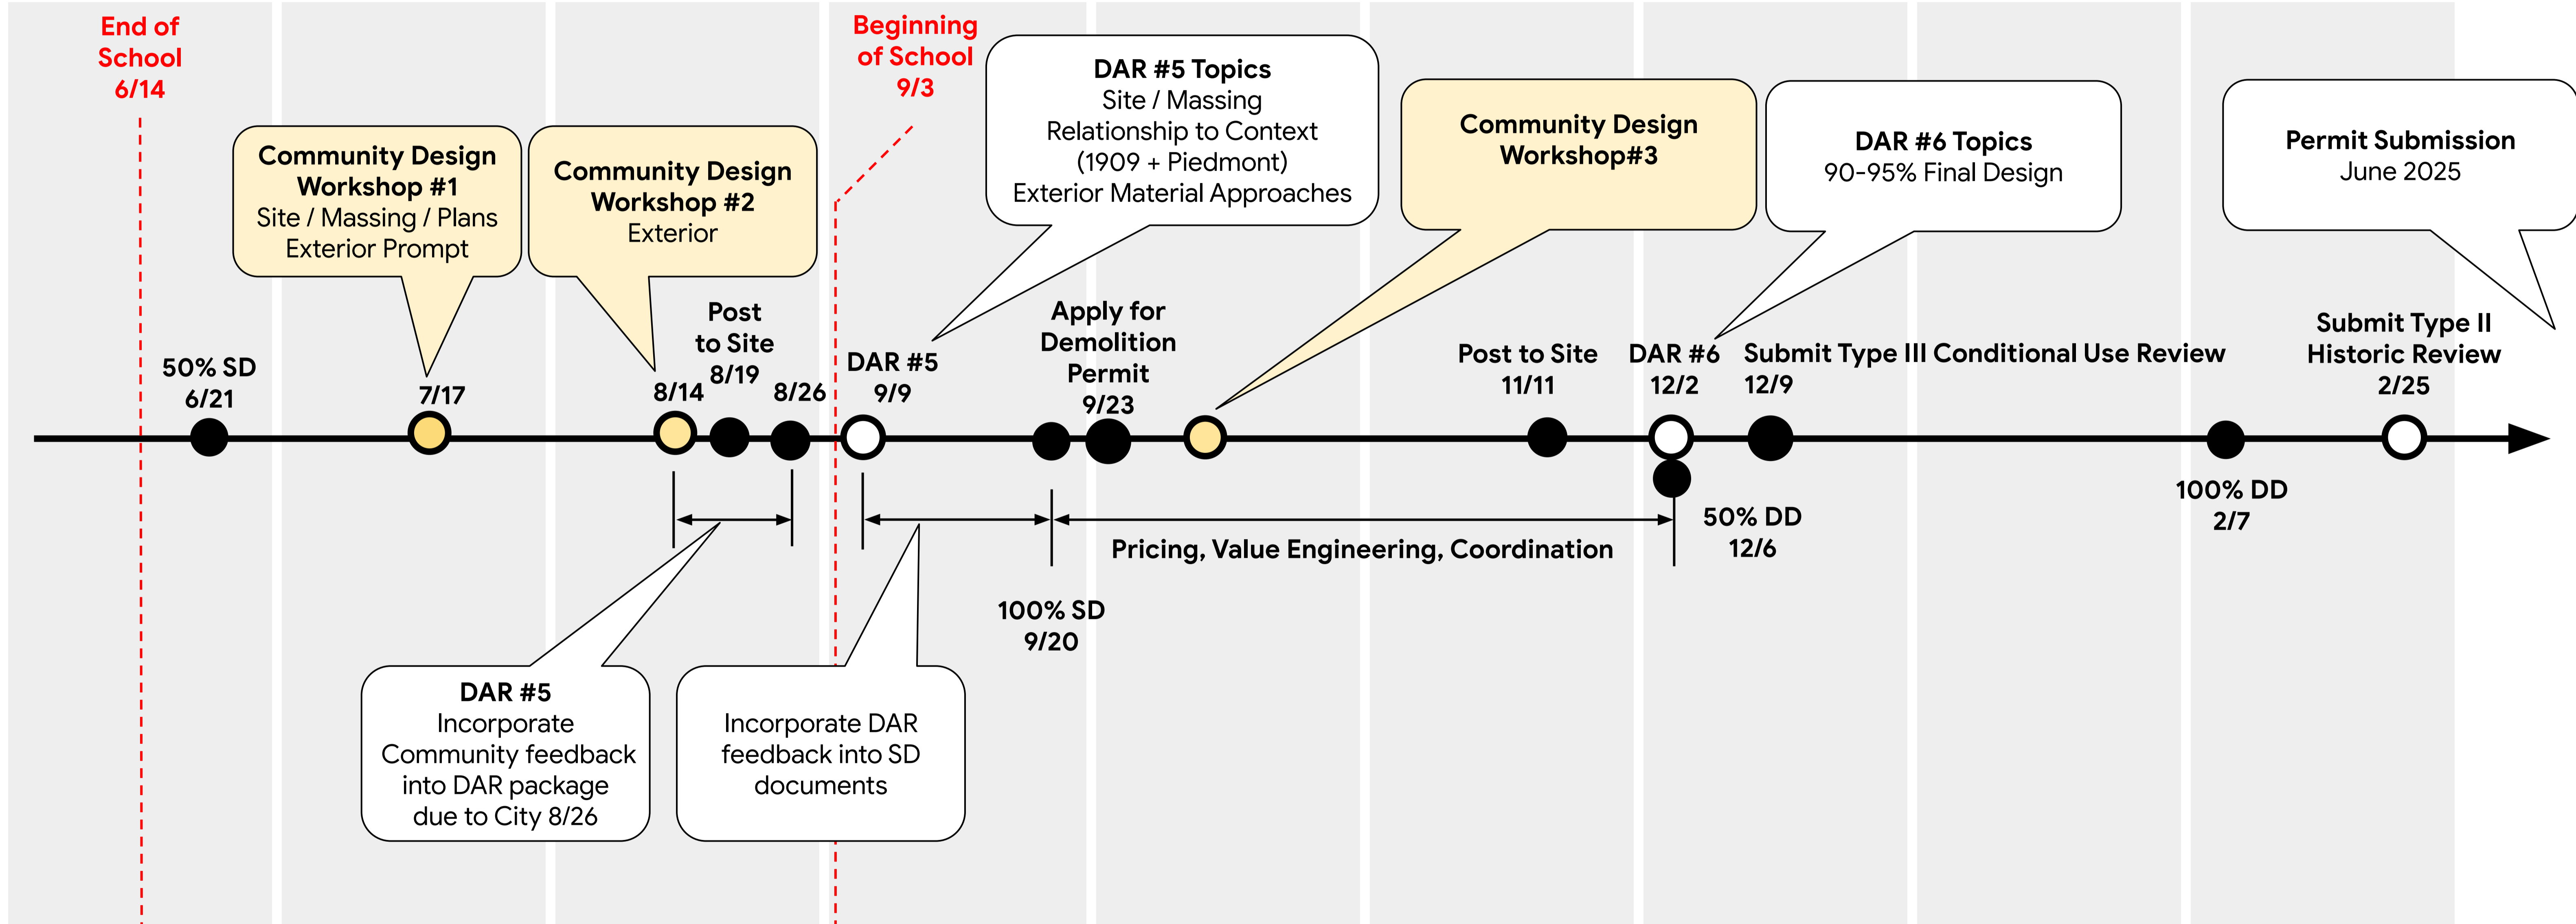 End of
School
6/14
Beginning
of School
9/3
Community Design
Workshop #1
Site / Massing / Plans
Exterior Prompt
Community Design
Workshop #2
Exterior
DAR #5 Topics
Site / Massing
Relationship to Context
(1909 + Piedmont)
Exterior Material Approaches
Community Design
Workshop#3
DAR #6 Topics
90-95% Final Design
Permit Submission
June 2025
50% SD
6/21
7/17
8/14
Post
to Site
8/19
8/26
DAR #5
9/9
Apply for
Demolition
Permit
9/23
Post to Site
11/11
DAR #6
12/2
Submit Type III Conditional Use Review
12/9
Submit Type II
Historic Review
2/25
100% SD
9/20
Pricing, Value Engineering, Coordination
50% DD
12/6
100% DD
2/7
DAR #5
Incorporate
Community feedback
into DAR package
due to City 8/26
Incorporate DAR
feedback into SD
documents